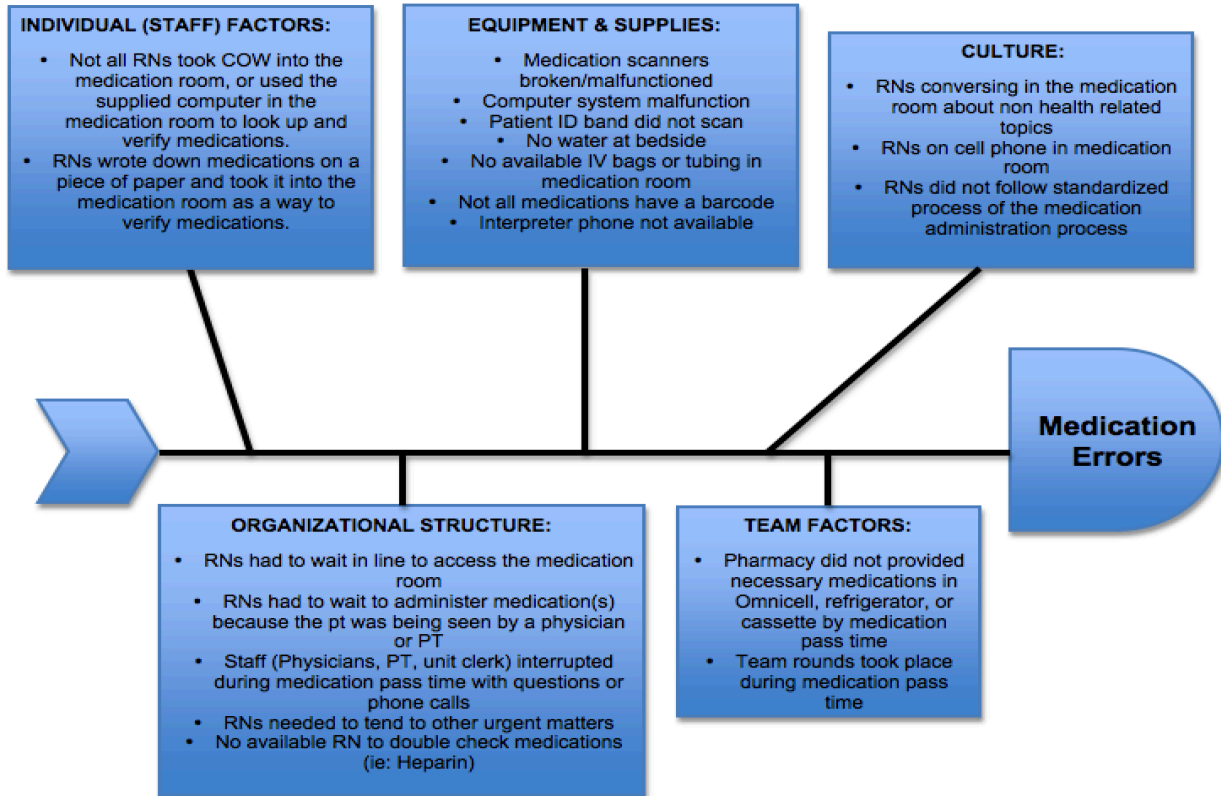 INDIVIDUAL (STAFF) FACTORS:
• Not all RNs took COW into the
medication room, or used the
supplied computer in the
medication room to look up and
verify medications.
• RNs wrote down medications on a
piece of paper and took it into the
medication room as a way to
verify medications.
EQUIPMENT & SUPPLIES:
• Medication scanners
broken/malfunctioned
• Computer system malfunction
• Patient ID band did not scan
• No water at bedside
• No available IV bags or tubing in
medication room
• Not all medications have a barcode
• Interpreter phone not available
CULTURE:
• RNs conversing in the medication
room about non health related
topics
• RNs on cell phone in medication
room
• RNs did not follow standardized
process of the medication
administration process
Medication
Errors
ORGANIZATIONAL STRUCTURE:
• RNs had to wait in line to access the medication
room
• RNs had to wait to administer medication(s)
because the pt was being seen by a physician
or PT
• Staff (Physicians, PT, unit clerk) interrupted
during medication pass time with questions or
phone calls
• RNs needed to tend to other urgent matters
• No available RN to double check medications
(ie: Heparin)
TEAM FACTORS:
• Pharmacy did not provided
necessary medications in
Omnicell, refrigerator, or
cassette by medication
pass time
• Team rounds took place
during medication pass
time